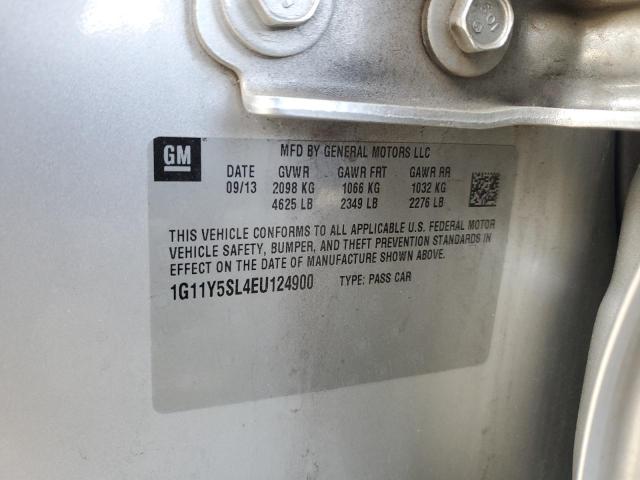 GM
MFD BY GENERAL MOTORS LLC
DATE GVWR GAWR FRT GAWR RR
09/13 2098 KG 1066 KG 1032 KG
4625 LB 2349 LB 2276 LB
THIS VEHICLE CONFORMS TO ALL APPLICABLE U.S. FEDERAL MOTOR
VEHICLE SAFETY, BUMPER, AND THEFT PREVENTION STANDARDS IN
EFFECT ON THE DATE OF MANUFACTURE SHOWN ABOVE.
1G11Y5SL4EU124900 TYPE: PASS CAR